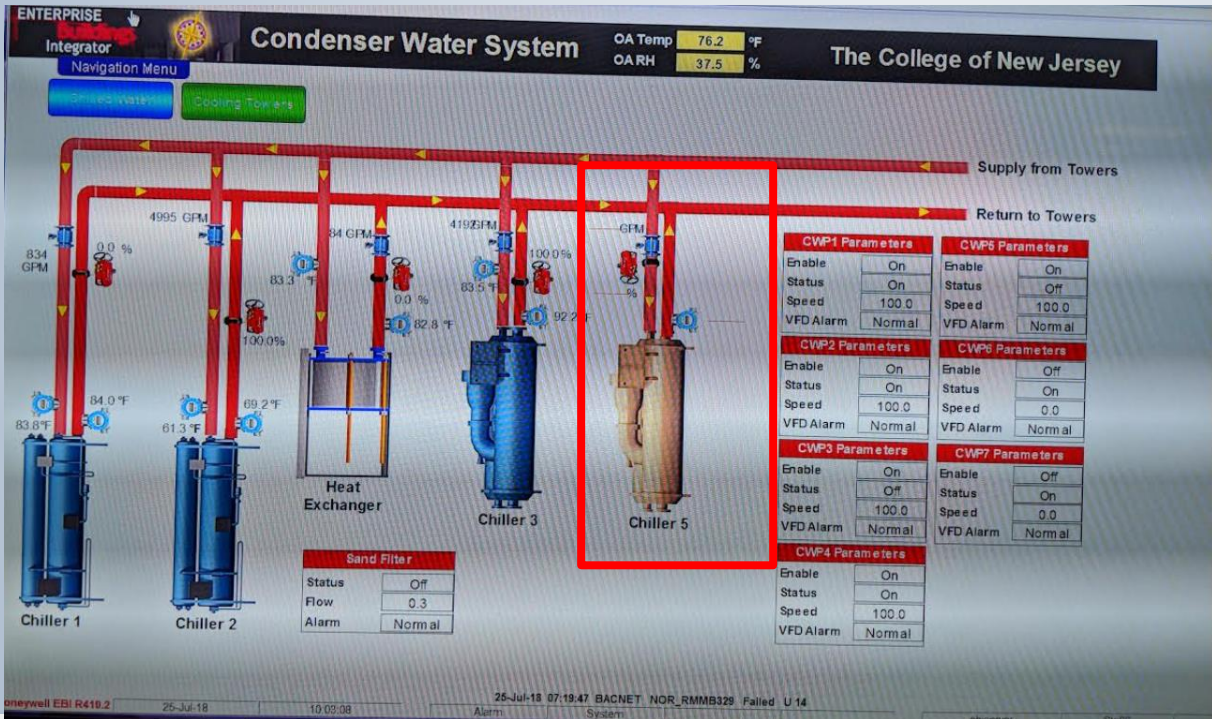 ENTERPRISE
Buildings
Integrator
Condenser Water System
OA Temp 76.2 °F
OA RH 37.5 %
The College of New Jersey
Navigation Menu
Chilled Water
Cooling Towers
Supply from Towers
Return to Towers
834
GPM
0.0 %
4995 GPM
100.0%
83.3 °F
84 GPM
0.0 %
82.8 °F
4192GPM
83.5 °F
100.0%
92.2°F
GPM
%
83.8°F
84.0 °F
61.3 °F
69.2°F
Chiller 1
Chiller 2
Heat
Exchanger
Chiller 3
Chiller 5
Sand Filter
Status Off
Flow 0.3
Alarm Normal
CWP1 Parameters
Enable On
Status On
Speed 100.0
VFD Alarm Normal
CWP2 Parameters
Enable On
Status On
Speed 100.0
VFD Alarm Normal
CWP3 Parameters
Enable On
Status Off
Speed 100.0
VFD Alarm Normal
CWP4 Parameters
Enable On
Status On
Speed 100.0
VFD Alarm Normal
CWP5 Parameters
Enable On
Status Off
Speed 100.0
VFD Alarm Normal
CWP6 Parameters
Enable Off
Status On
Speed 0.0
VFD Alarm Normal
CWP7 Parameters
Enable Off
Status On
Speed 0.0
VFD Alarm Normal
25-Jul-18 07:19:47 BACNET NOR_RMMB329 Failed U 14
oneywell EBI R410.2 25-Jul-18 10:03:08 Alarm System